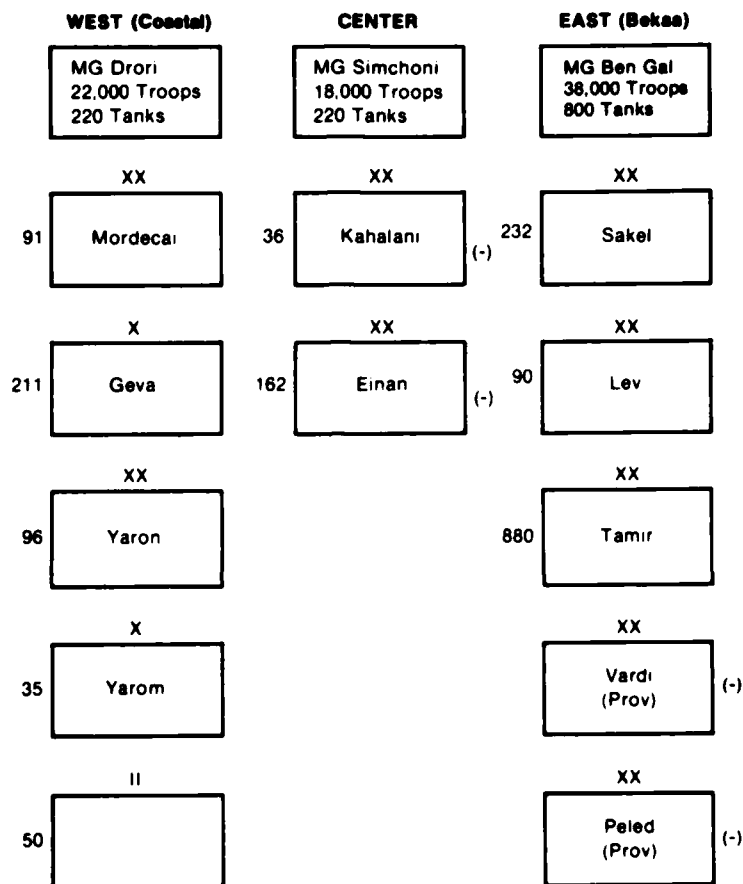 WEST (Coastal)
MG Drori
22,000 Troops
220 Tanks
XX
91
Mordecai
X
211
Geva
XX
96
Yaron
X
35
Yarom
II
50
CENTER
MG Simchoni
18,000 Troops
220 Tanks
XX
36
Kahalani
(-)
XX
162
Einan
(-)
EAST (Bekaa)
MG Ben Gal
38,000 Troops
800 Tanks
XX
232
Sakel
XX
90
Lev
XX
880
Tamir
XX
Vardi
(Prov)
(-)
XX
Peled
(Prov)
(-)